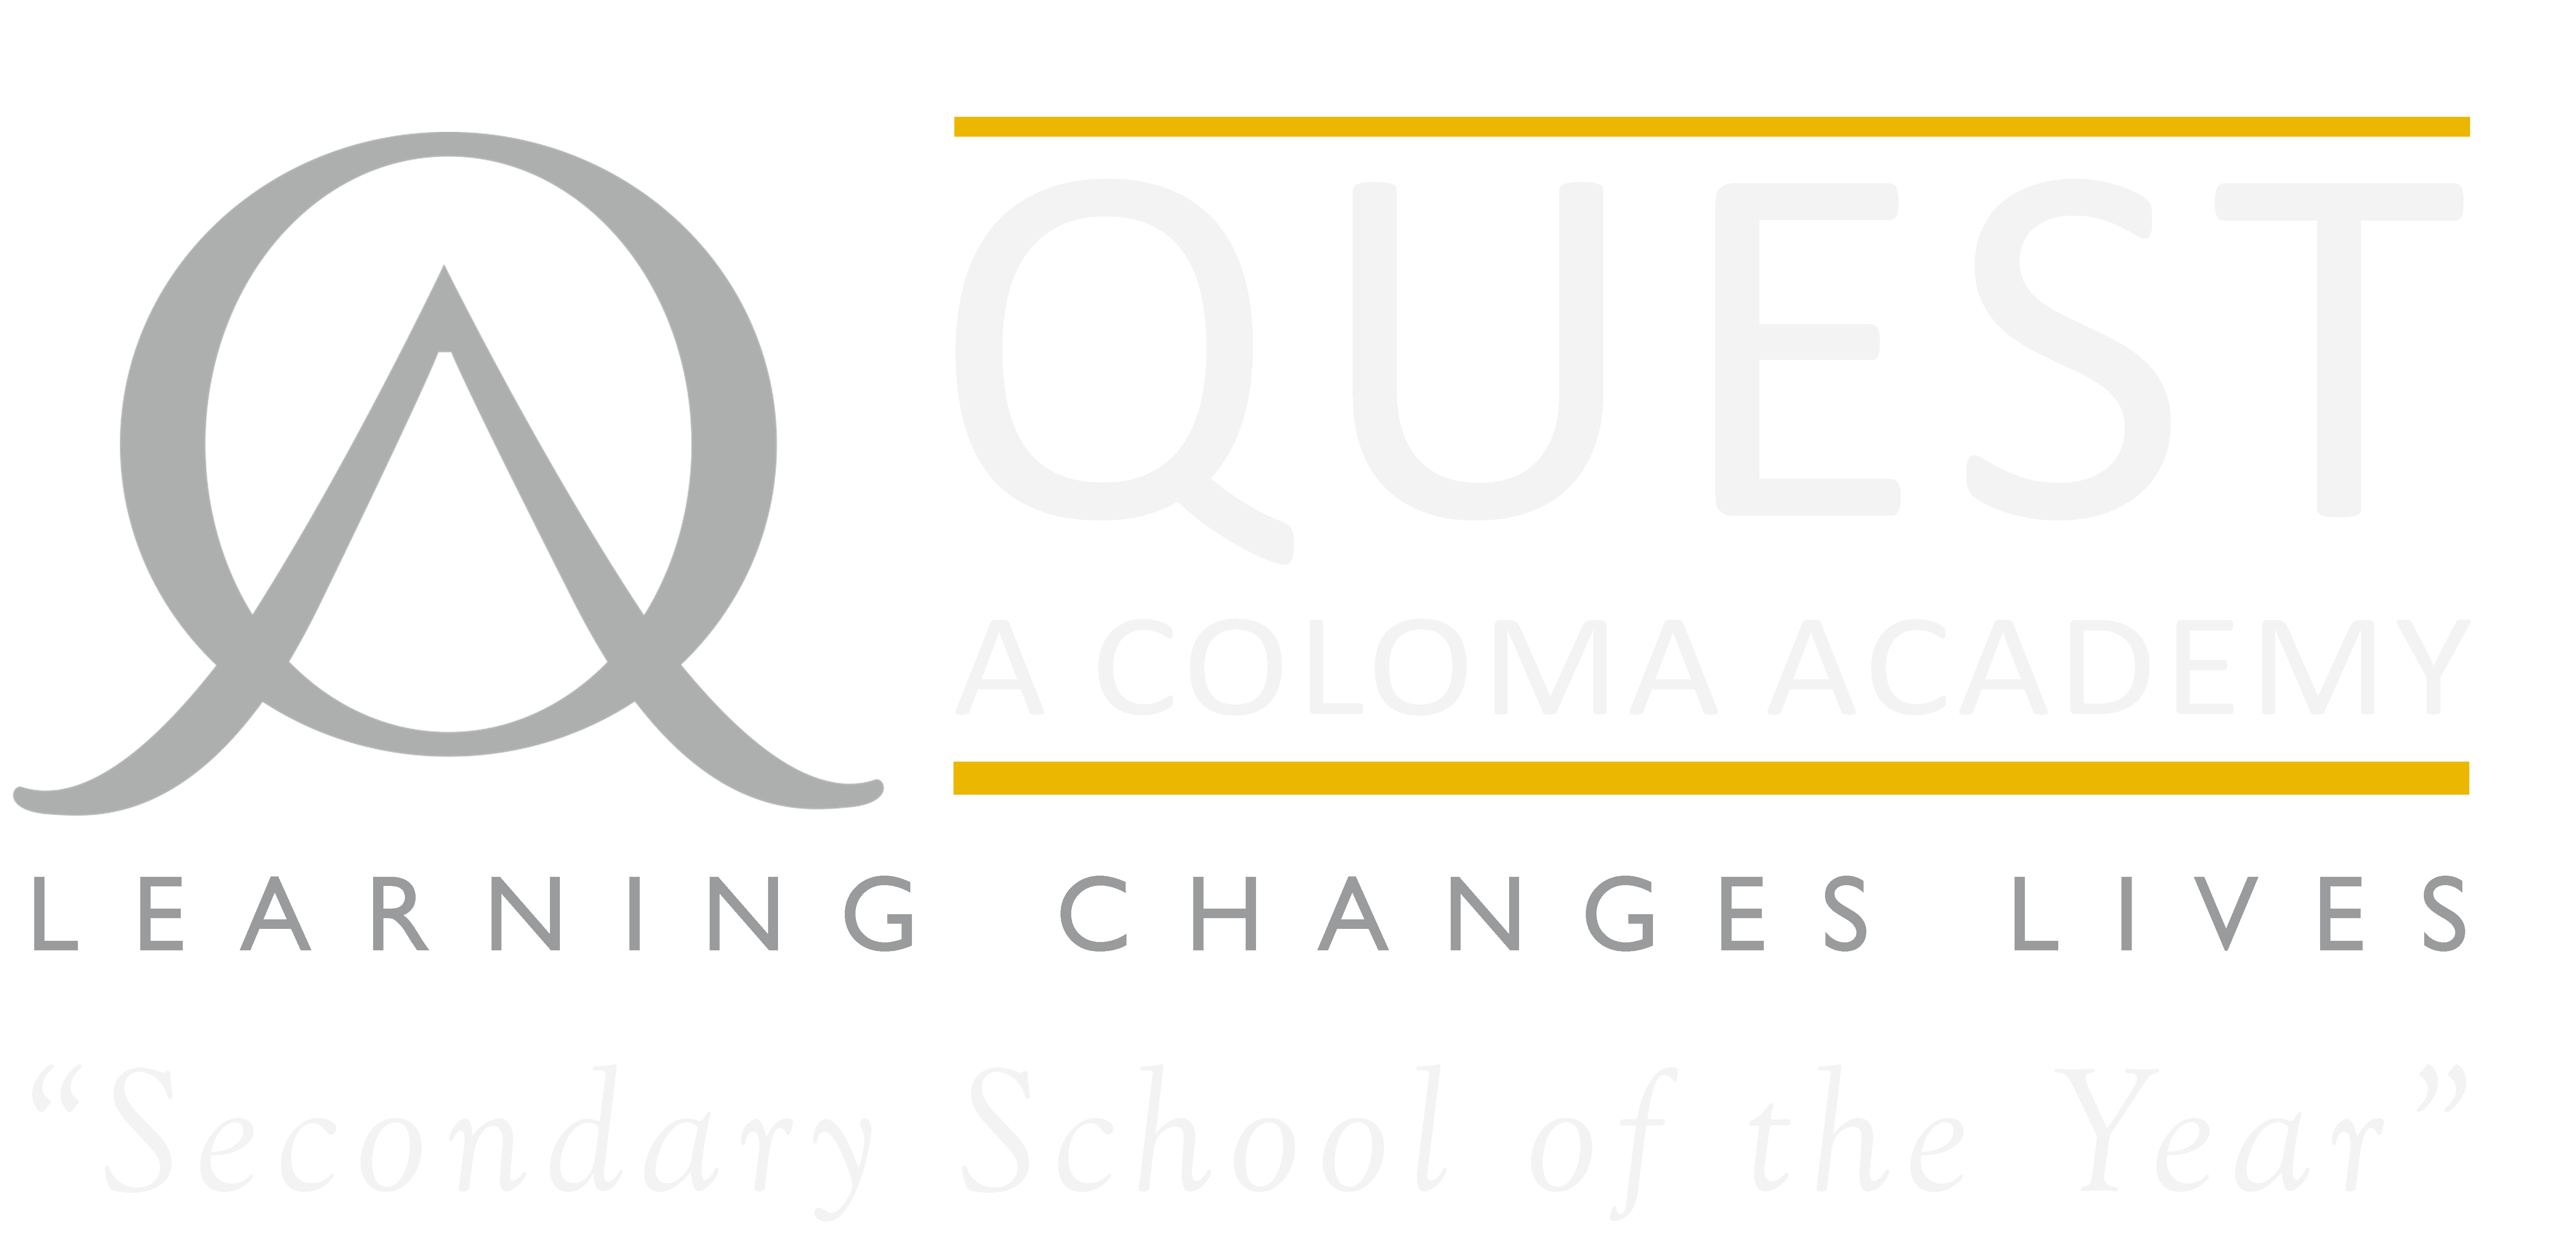 QUEST
A COLOMA ACADEMY
LEARNING CHANGES LIVES
“Secondary School of the Year”